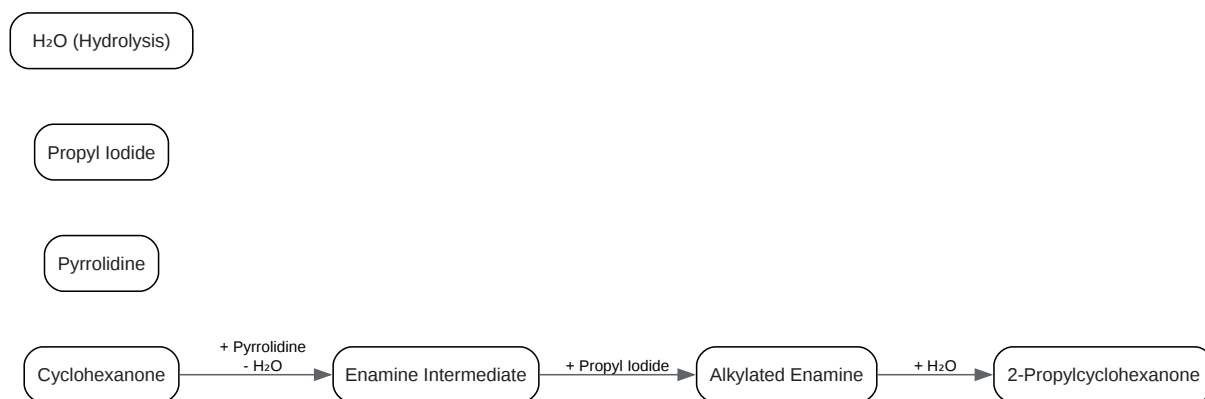 H₂O (Hydrolysis)
Propyl Iodide
Pyrrolidine
Cyclohexanone
+ Pyrrolidine
- H₂O
Enamine Intermediate
+ Propyl Iodide
Alkylated Enamine
+ H₂O
2-Propylcyclohexanone